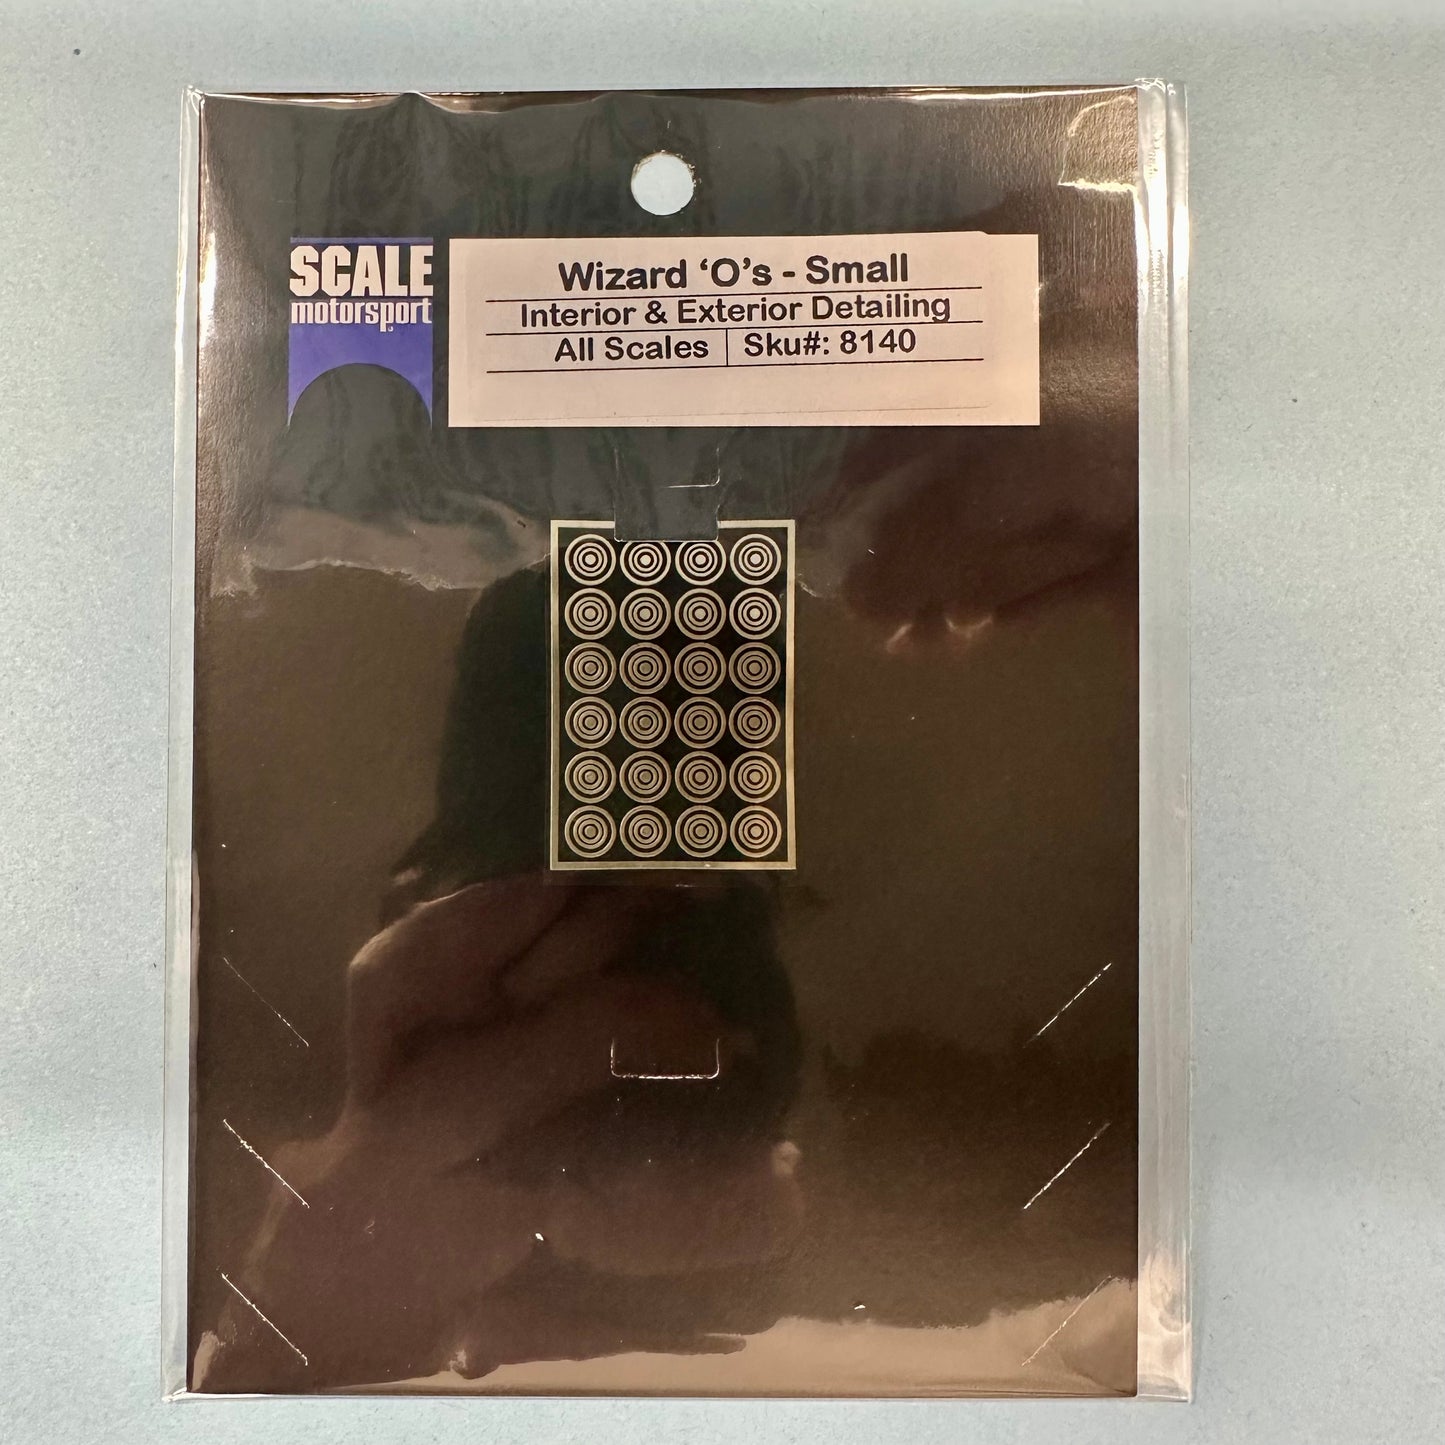 SCALE
motorsport
Wizard ‘O’s - Small
Interior & Exterior Detailing
All Scales | Sku#: 8140